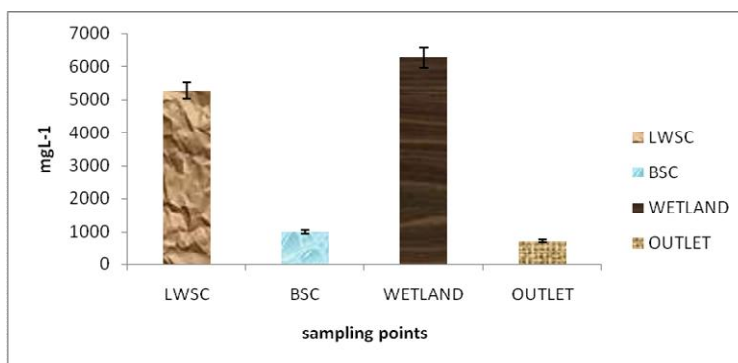 7000
6000
5000
4000
3000
2000
1000
0
mgL-1
LWSC BSC WETLAND OUTLET
sampling points
LWSC
BSC
WETLAND
OUTLET